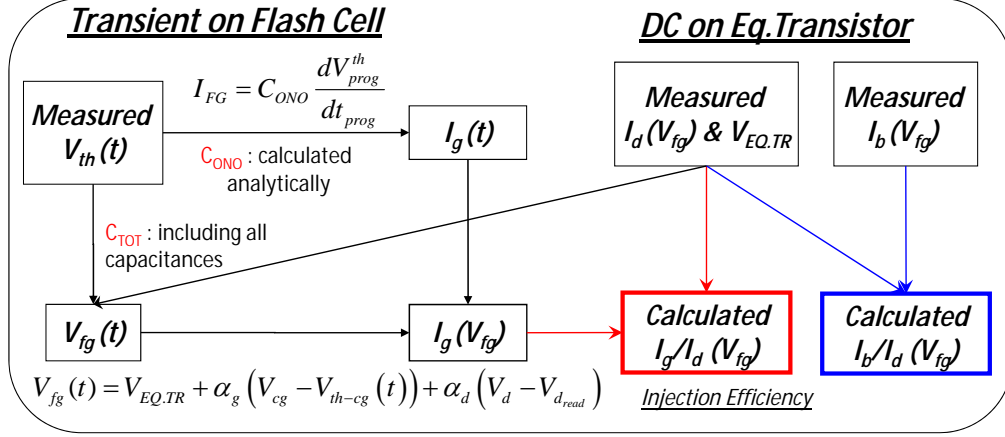 Transient on Flash Cell
DC on Eq.Transistor
Measured
V_th(t)
I_FG = C_ONO dV^th_prog / dt_prog
C_ONO : calculated
analytically
I_g(t)
Measured
I_d(V_fg) & V_EQ.TR
Measured
I_b(V_fg)
C_TOT : including all
capacitances
V_fg(t)
I_g(V_fg)
Calculated
I_g/I_d (V_fg)
Calculated
I_b/I_d (V_fg)
V_fg(t) = V_EQ.TR + α_g (V_cg − V_th−cg (t)) + α_d (V_d − V_d_read)
Injection Efficiency